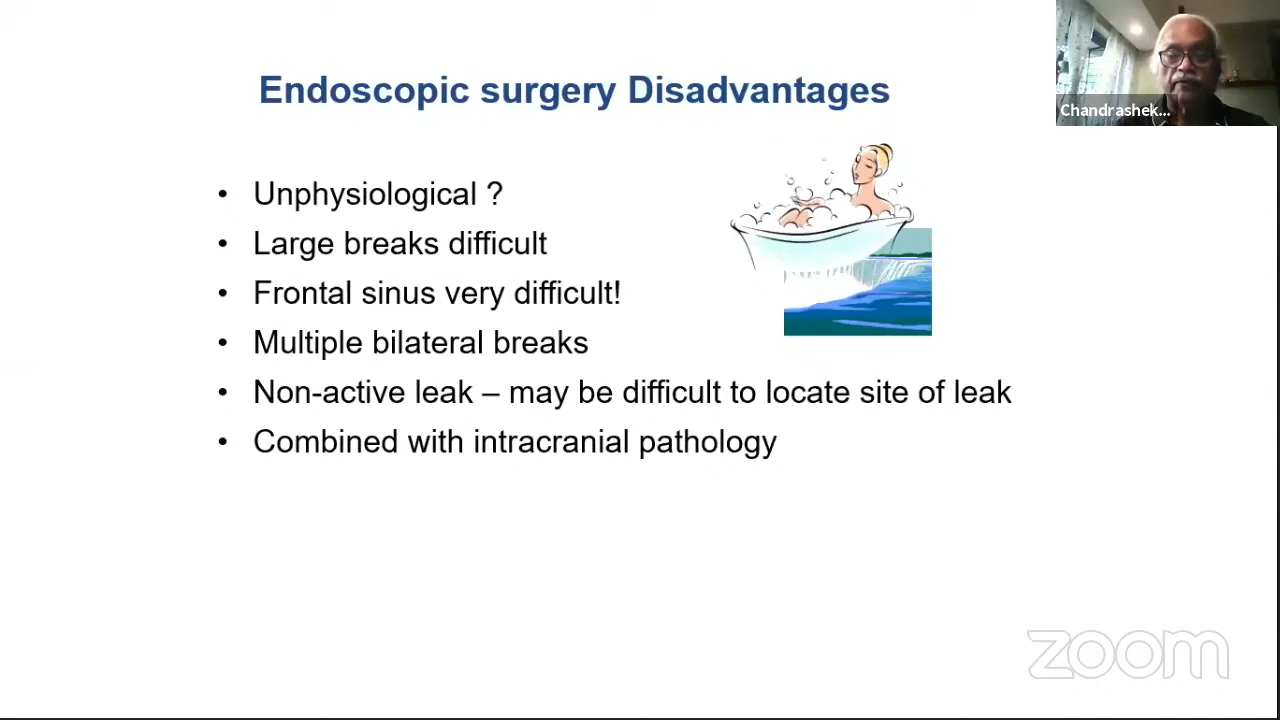 Endoscopic surgery Disadvantages
Chandrashek...
• Unphysiological ?
• Large breaks difficult
• Frontal sinus very difficult!
• Multiple bilateral breaks
• Non-active leak – may be difficult to locate site of leak
• Combined with intracranial pathology
zoom